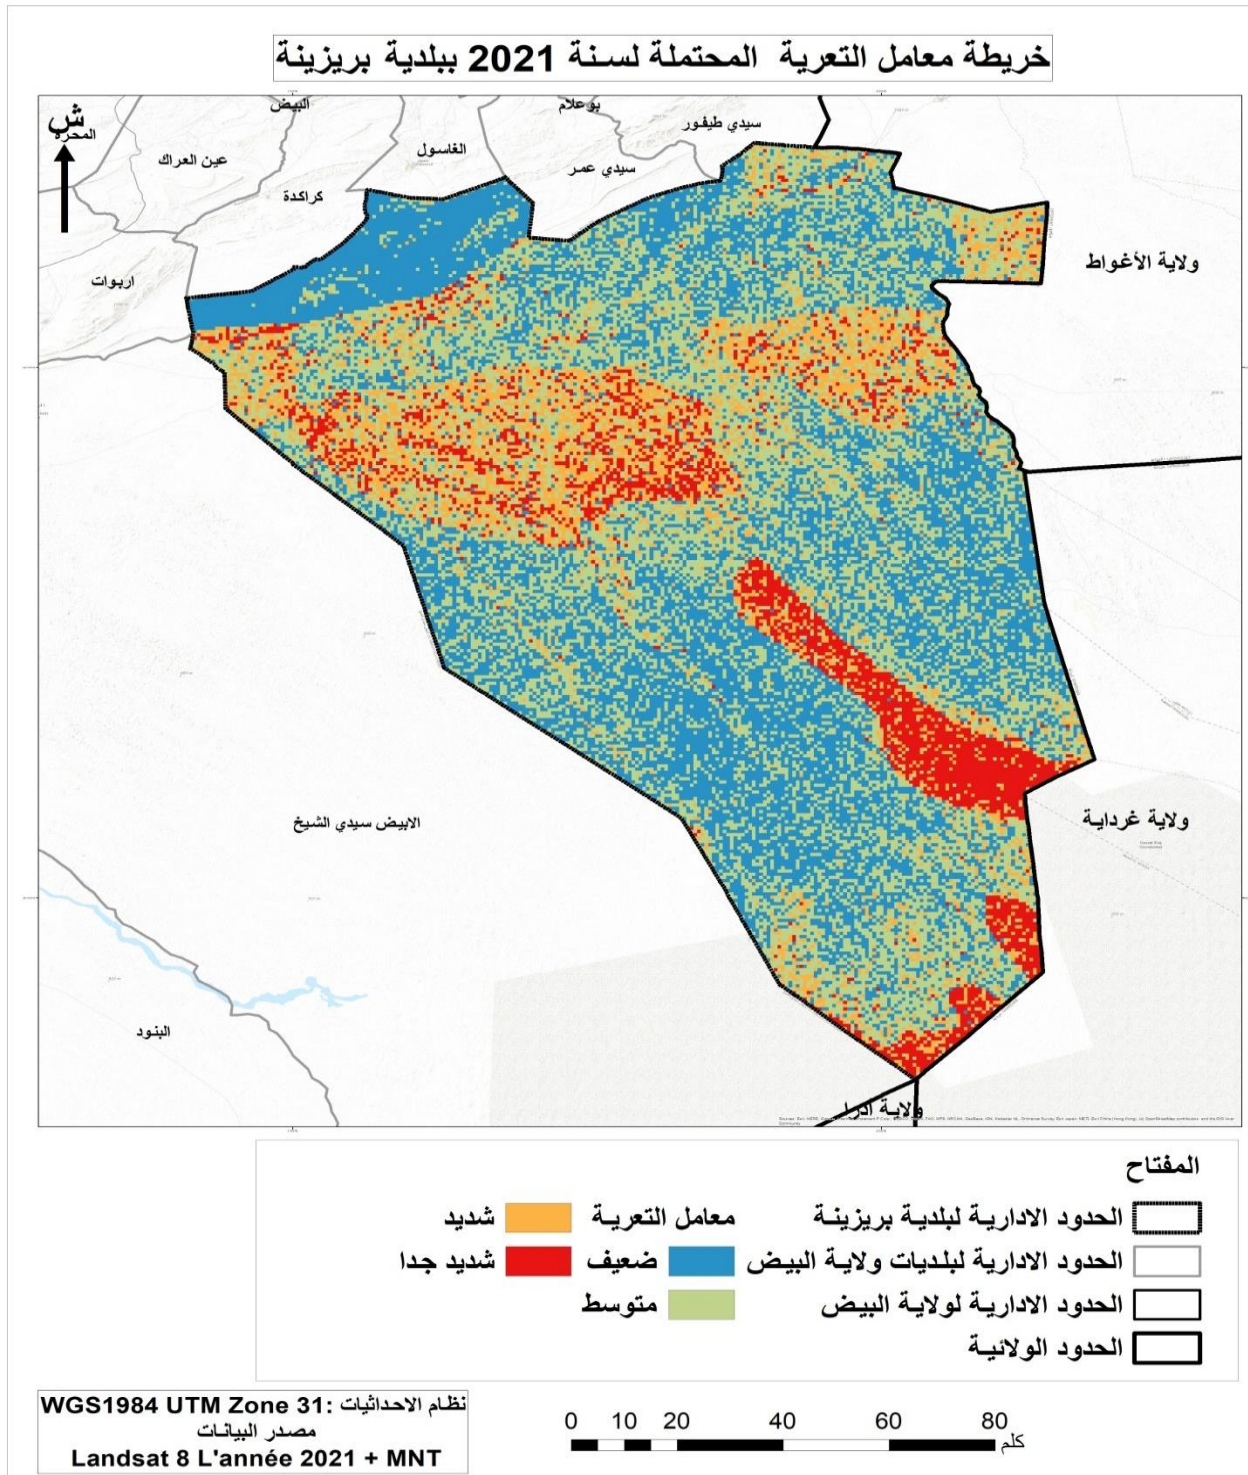 خريطة معامل التعرية المحتملة لسنة 2021 ببلدية بريزينة
ش
المحرة
البيض
بوعلام
سيدي طيفور
عين العراك
الغاسول
سيدي عمر
كراكدة
اربوات
ولاية الأغواط
الابيض سيدي الشيخ
ولاية غرداية
البنود
ولاية ادرا
المفتاح
الحدود الادارية لبلدية بريزينة
الحدود الادارية لبلديات ولاية البيض
الحدود الادارية لولاية البيض
الحدود الولائية
معامل التعرية
ضعيف
متوسط
شديد
شديد جدا
نظام الاحداثيات :WGS1984 UTM Zone 31
مصدر البيانات
Landsat 8 L'année 2021 + MNT
0 10 20 40 60 80
كلم